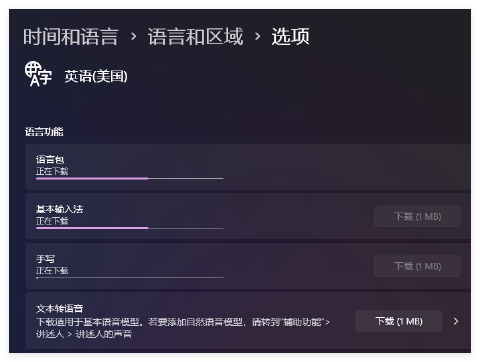 时间和语言 › 语言和区域 › 选项
字
A
英语(美国)
语言功能
语言包
正在下载
基本输入法
正在下载
下载 (1 MB)
手写
正在下载
下载 (1 MB)
文本转语音
下载适用于基本语音模型。若要添加自然语音模型，请转到"辅助功能">
讲述人 > 讲述人的声音
下载 (1 MB)